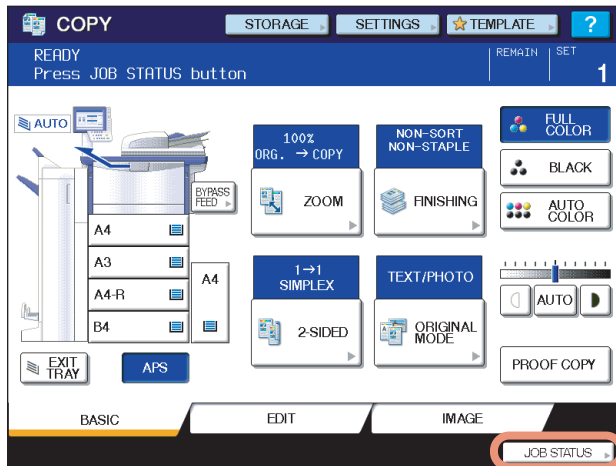 COPY
STORAGE
SETTINGS
TEMPLATE
?
READY
Press JOB STATUS button
REMAIN
SET
1
AUTO
100%
ORG. → COPY
ZOOM
NON-SORT
NON-STAPLE
FINISHING
FULL
COLOR
BLACK
AUTO
COLOR
BYPASS
FEED
A4
A3
A4-R
B4
A4
1→1
SIMPLEX
2-SIDED
TEXT/PHOTO
ORIGINAL
MODE
AUTO
PROOF COPY
EXIT
TRAY
APS
BASIC
EDIT
IMAGE
JOB STATUS